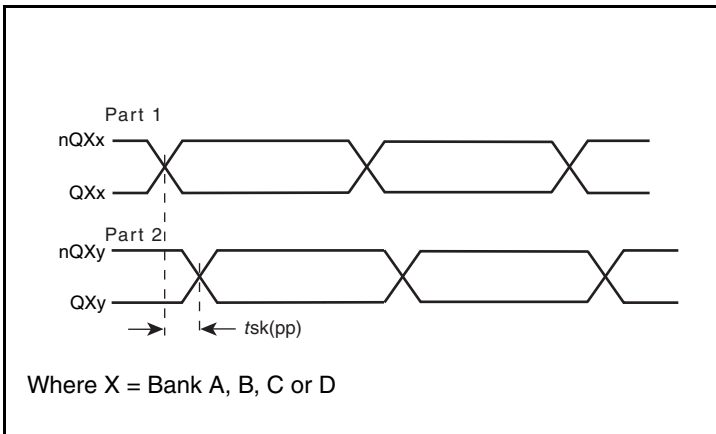 Part 1
nQXx
QXx
Part 2
nQXy
QXy
tsk(pp)
Where X = Bank A, B, C or D